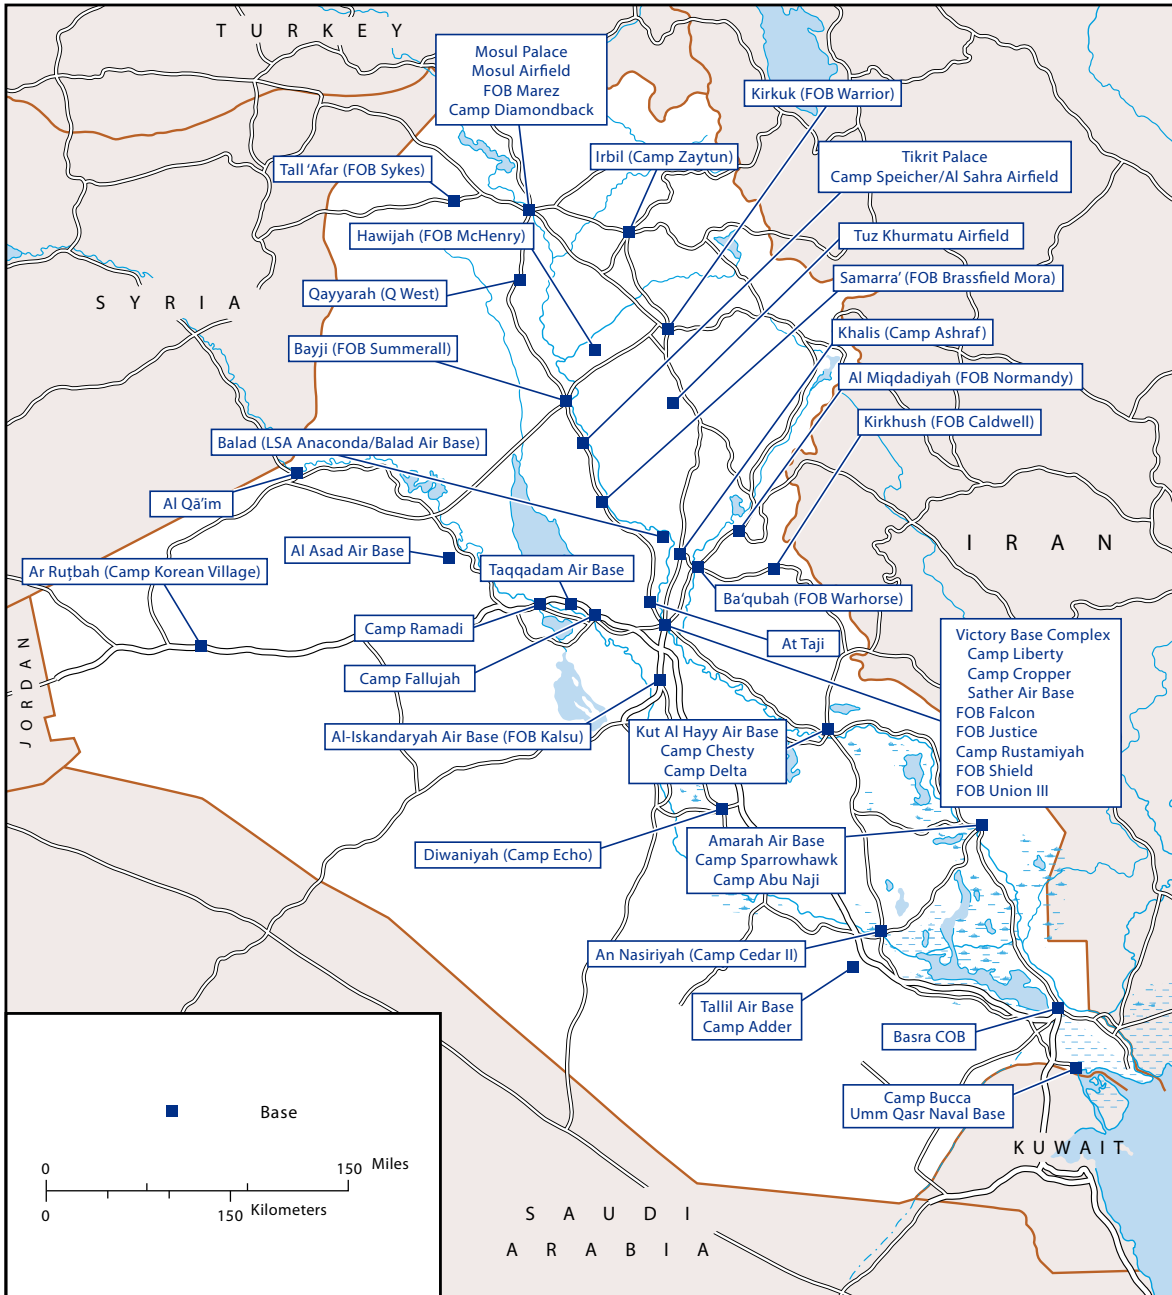 TURKEY
Mosul Palace
Mosul Airfield
FOB Marez
Camp Diamondback
Kirkuk (FOB Warrior)
Irbil (Camp Zaytun)
Tikrit Palace
Camp Speicher/Al Sahra Airfield
Tall ‘Afar (FOB Sykes)
Hawijah (FOB McHenry)
Tuz Khurmatu Airfield
Samarra’ (FOB Brassfield Mora)
Qayyarah (Q West)
SYRIA
Khalis (Camp Ashraf)
Bayji (FOB Summerall)
Al Miqdadiyah (FOB Normandy)
Kirkhush (FOB Caldwell)
Balad (LSA Anaconda/Balad Air Base)
Al Qā’im
IRAN
Al Asad Air Base
Taqqadam Air Base
Ar Ruţbah (Camp Korean Village)
Ba‘qubah (FOB Warhorse)
Camp Ramadi
At Taji
Camp Fallujah
JORDAN
Victory Base Complex
Camp Liberty
Camp Cropper
Sather Air Base
FOB Falcon
FOB Justice
Camp Rustamiyah
FOB Shield
FOB Union III
Al-Iskandaryah Air Base (FOB Kalsu)
Kut Al Hayy Air Base
Camp Chesty
Camp Delta
Diwaniyah (Camp Echo)
Amarah Air Base
Camp Sparrowhawk
Camp Abu Naji
An Nasiriyah (Camp Cedar II)
Tallil Air Base
Camp Adder
Basra COB
Camp Bucca
Umm Qasr Naval Base
KUWAIT
Base
0 150 Miles
0 150 Kilometers
SAUDI
ARABIA